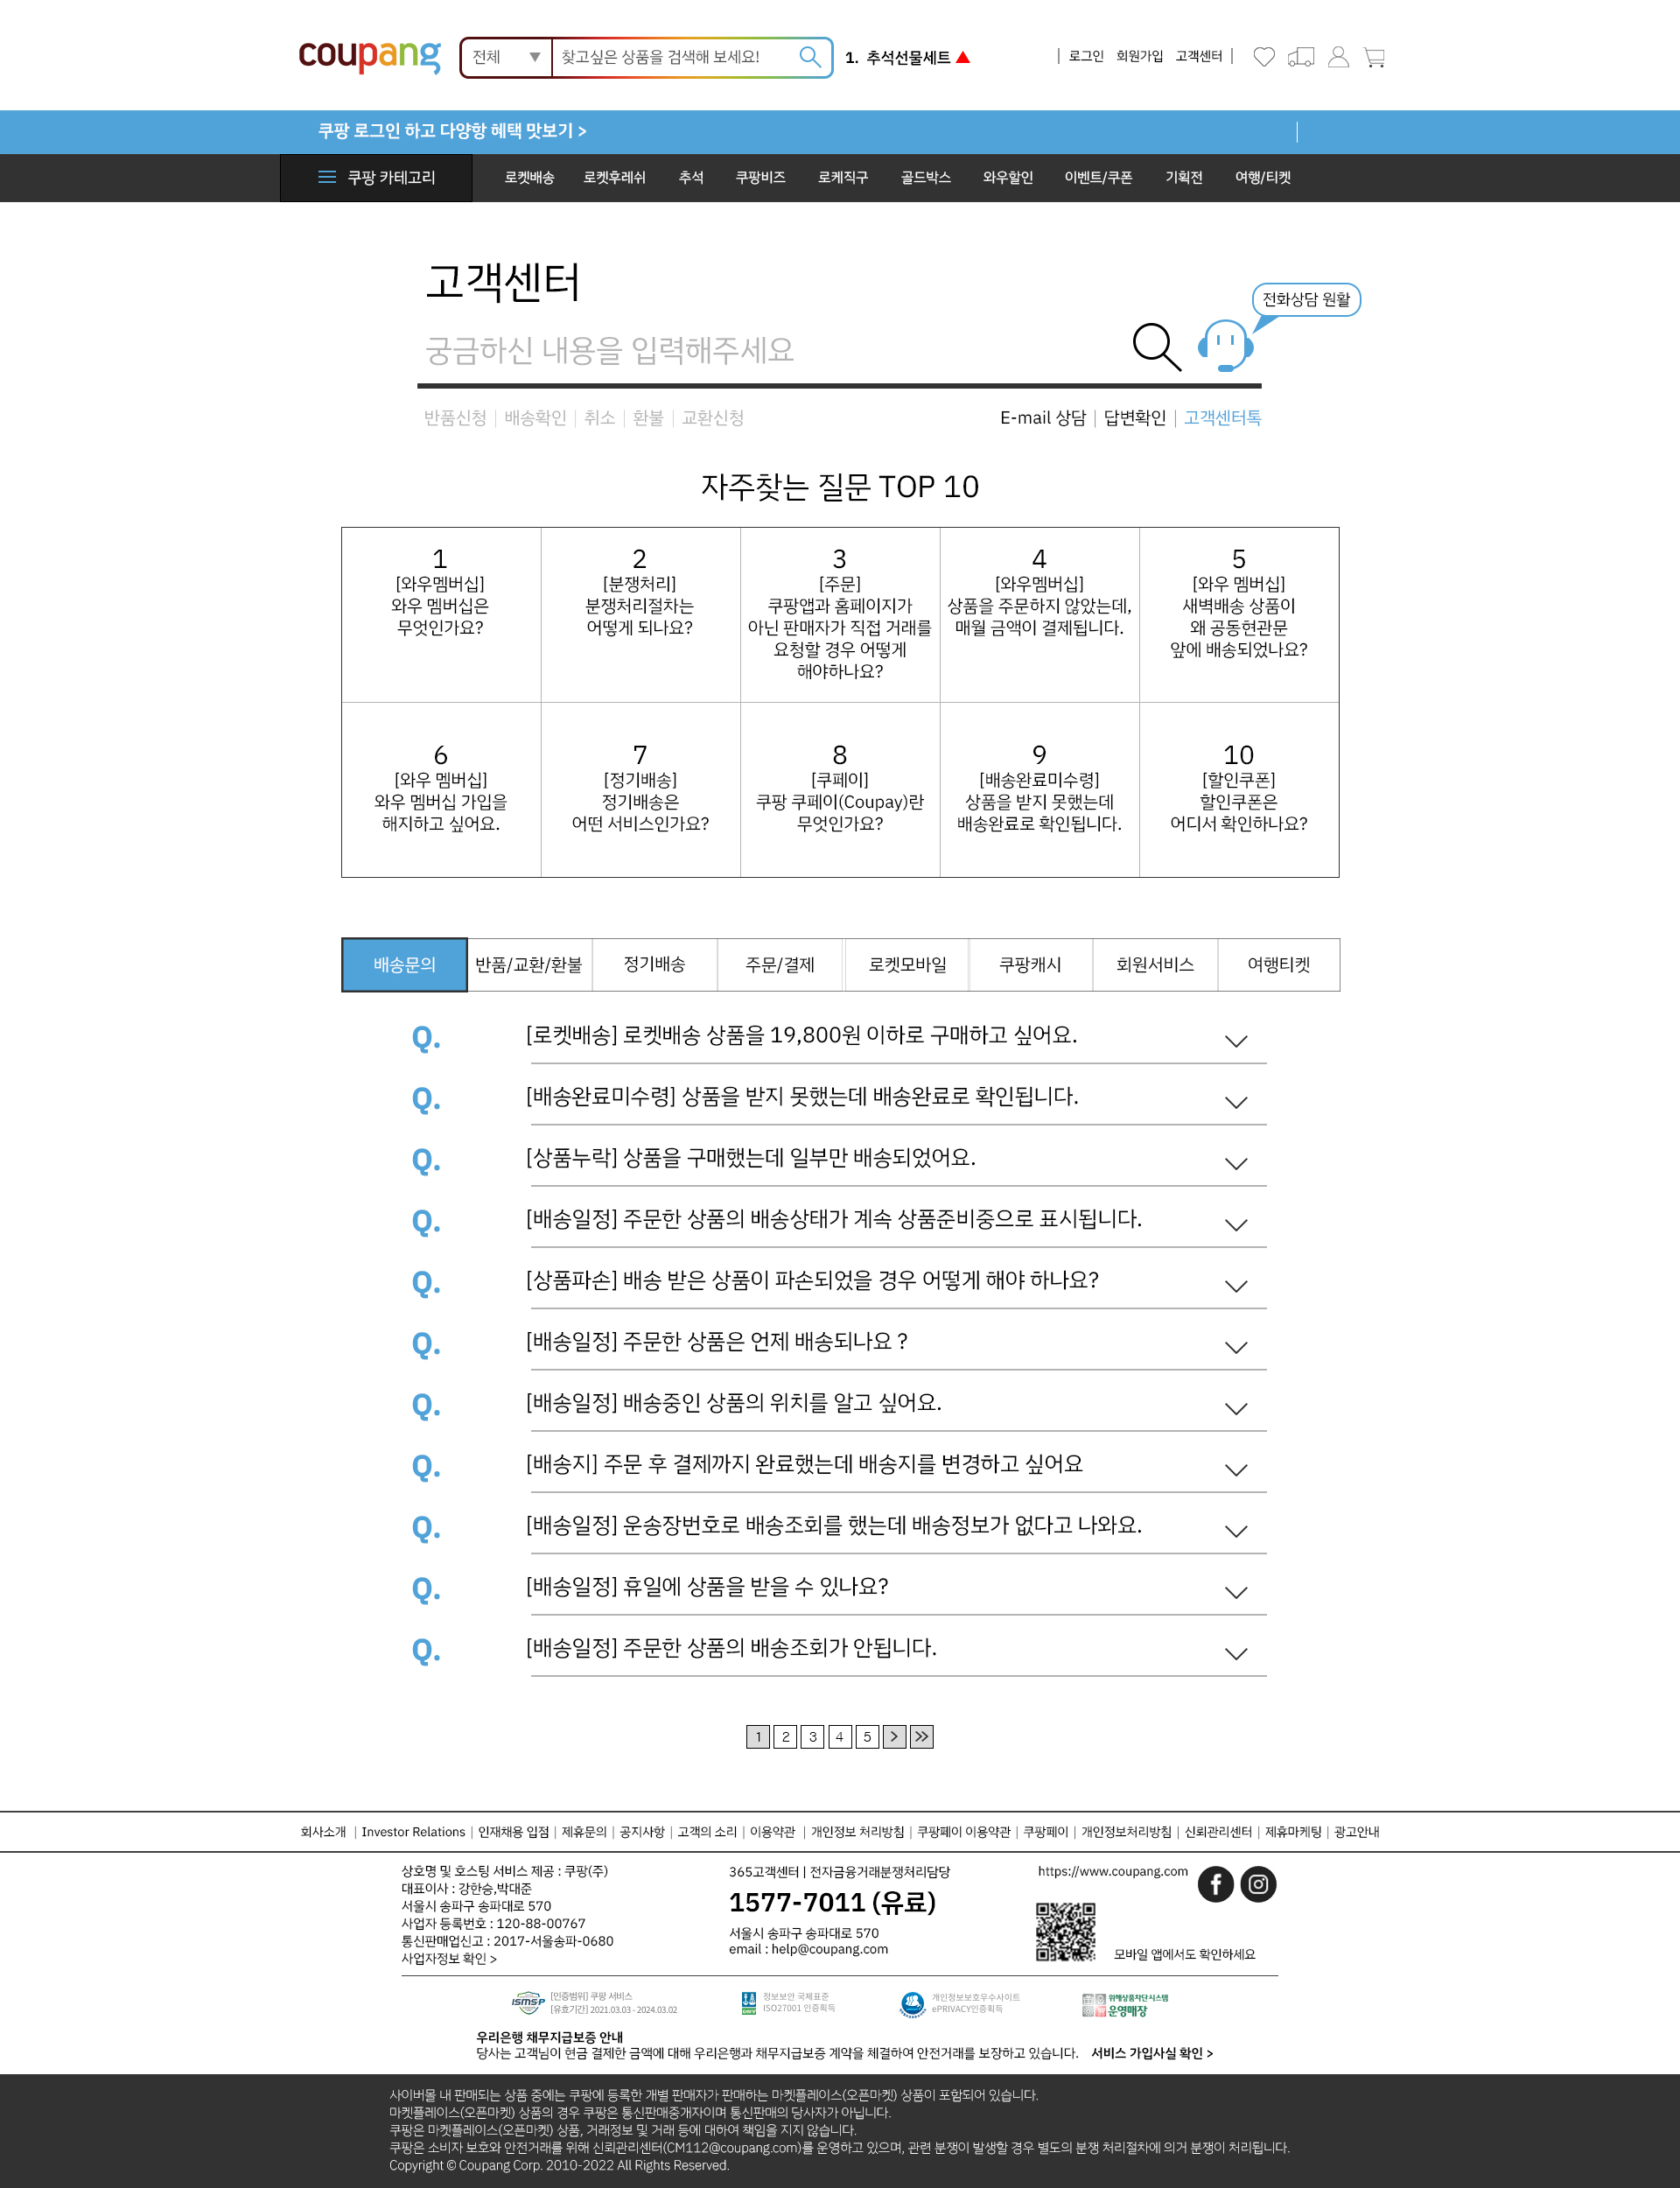 coupang
전체 ▼ 찾고싶은 상품을 검색해 보세요!
1. 추석선물세트 ▲
| 로그인 회원가입 고객센터 |
쿠팡 로그인 하고 다양항 혜택 맛보기 >
쿠팡 카테고리 로켓배송 로켓후레쉬 추석 쿠팡비즈 로케직구 골드박스 와우할인 이벤트/쿠폰 기획전 여행/티켓
고객센터
전화상담 원활
궁금하신 내용을 입력해주세요
반품신청 | 배송확인 | 취소 | 환불 | 교환신청
E-mail 상담 | 답변확인 | 고객센터톡
자주찾는 질문 TOP 10
1
[와우멤버십]
와우 멤버십은
무엇인가요?
2
[분쟁처리]
분쟁처리절차는
어떻게 되나요?
3
[주문]
쿠팡앱과 홈페이지가
아닌 판매자가 직접 거래를
요청할 경우 어떻게
해야하나요?
4
[와우멤버십]
상품을 주문하지 않았는데,
매월 금액이 결제됩니다.
5
[와우 멤버십]
새벽배송 상품이
왜 공동현관문
앞에 배송되었나요?
6
[와우 멤버십]
와우 멤버십 가입을
해지하고 싶어요.
7
[정기배송]
정기배송은
어떤 서비스인가요?
8
[쿠페이]
쿠팡 쿠페이(Coupay)란
무엇인가요?
9
[배송완료미수령]
상품을 받지 못했는데
배송완료로 확인됩니다.
10
[할인쿠폰]
할인쿠폰은
어디서 확인하나요?
배송문의 반품/교환/환불 정기배송 주문/결제 로켓모바일 쿠팡캐시 회원서비스 여행티켓
Q. [로켓배송] 로켓배송 상품을 19,800원 이하로 구매하고 싶어요.
Q. [배송완료미수령] 상품을 받지 못했는데 배송완료로 확인됩니다.
Q. [상품누락] 상품을 구매했는데 일부만 배송되었어요.
Q. [배송일정] 주문한 상품의 배송상태가 계속 상품준비중으로 표시됩니다.
Q. [상품파손] 배송 받은 상품이 파손되었을 경우 어떻게 해야 하나요?
Q. [배송일정] 주문한 상품은 언제 배송되나요 ?
Q. [배송일정] 배송중인 상품의 위치를 알고 싶어요.
Q. [배송지] 주문 후 결제까지 완료했는데 배송지를 변경하고 싶어요
Q. [배송일정] 운송장번호로 배송조회를 했는데 배송정보가 없다고 나와요.
Q. [배송일정] 휴일에 상품을 받을 수 있나요?
Q. [배송일정] 주문한 상품의 배송조회가 안됩니다.
1 2 3 4 5 > >>
회사소개 | Investor Relations | 인재채용 입점 | 제휴문의 | 공지사항 | 고객의 소리 | 이용약관 | 개인정보 처리방침 | 쿠팡페이 이용약관 | 쿠팡페이 | 개인정보처리방침 | 신뢰관리센터 | 제휴마케팅 | 광고안내
상호명 및 호스팅 서비스 제공 : 쿠팡(주)
대표이사 : 강한승,박대준
서울시 송파구 송파대로 570
사업자 등록번호 : 120-88-00767
통신판매업신고 : 2017-서울송파-0680
사업자정보 확인 >
365고객센터 | 전자금융거래분쟁처리담당
1577-7011 (유료)
서울시 송파구 송파대로 570
email : help@coupang.com
https://www.coupang.com
모바일 앱에서도 확인하세요
ISMS-P [인증범위] 쿠팡 서비스
[유효기간] 2021.03.03 - 2024.03.02
DNV 정보보안 국제표준
ISO27001 인증획득
개인정보보호우수사이트
ePRIVACY인증획득
위해상품차단시스템
운영매장
우리은행 채무지급보증 안내
당사는 고객님이 현금 결제한 금액에 대해 우리은행과 채무지급보증 계약을 체결하여 안전거래를 보장하고 있습니다. 서비스 가입사실 확인 >
사이버몰 내 판매되는 상품 중에는 쿠팡에 등록한 개별 판매자가 판매하는 마켓플레이스(오픈마켓) 상품이 포함되어 있습니다.
마켓플레이스(오픈마켓) 상품의 경우 쿠팡은 통신판매중개자이며 통신판매의 당사자가 아닙니다.
쿠팡은 마켓플레이스(오픈마켓) 상품, 거래정보 및 거래 등에 대하여 책임을 지지 않습니다.
쿠팡은 소비자 보호와 안전거래를 위해 신뢰관리센터(CM112@coupang.com)를 운영하고 있으며, 관련 분쟁이 발생할 경우 별도의 분쟁 처리절차에 의거 분쟁이 처리됩니다.
Copyright © Coupang Corp. 2010-2022 All Rights Reserved.